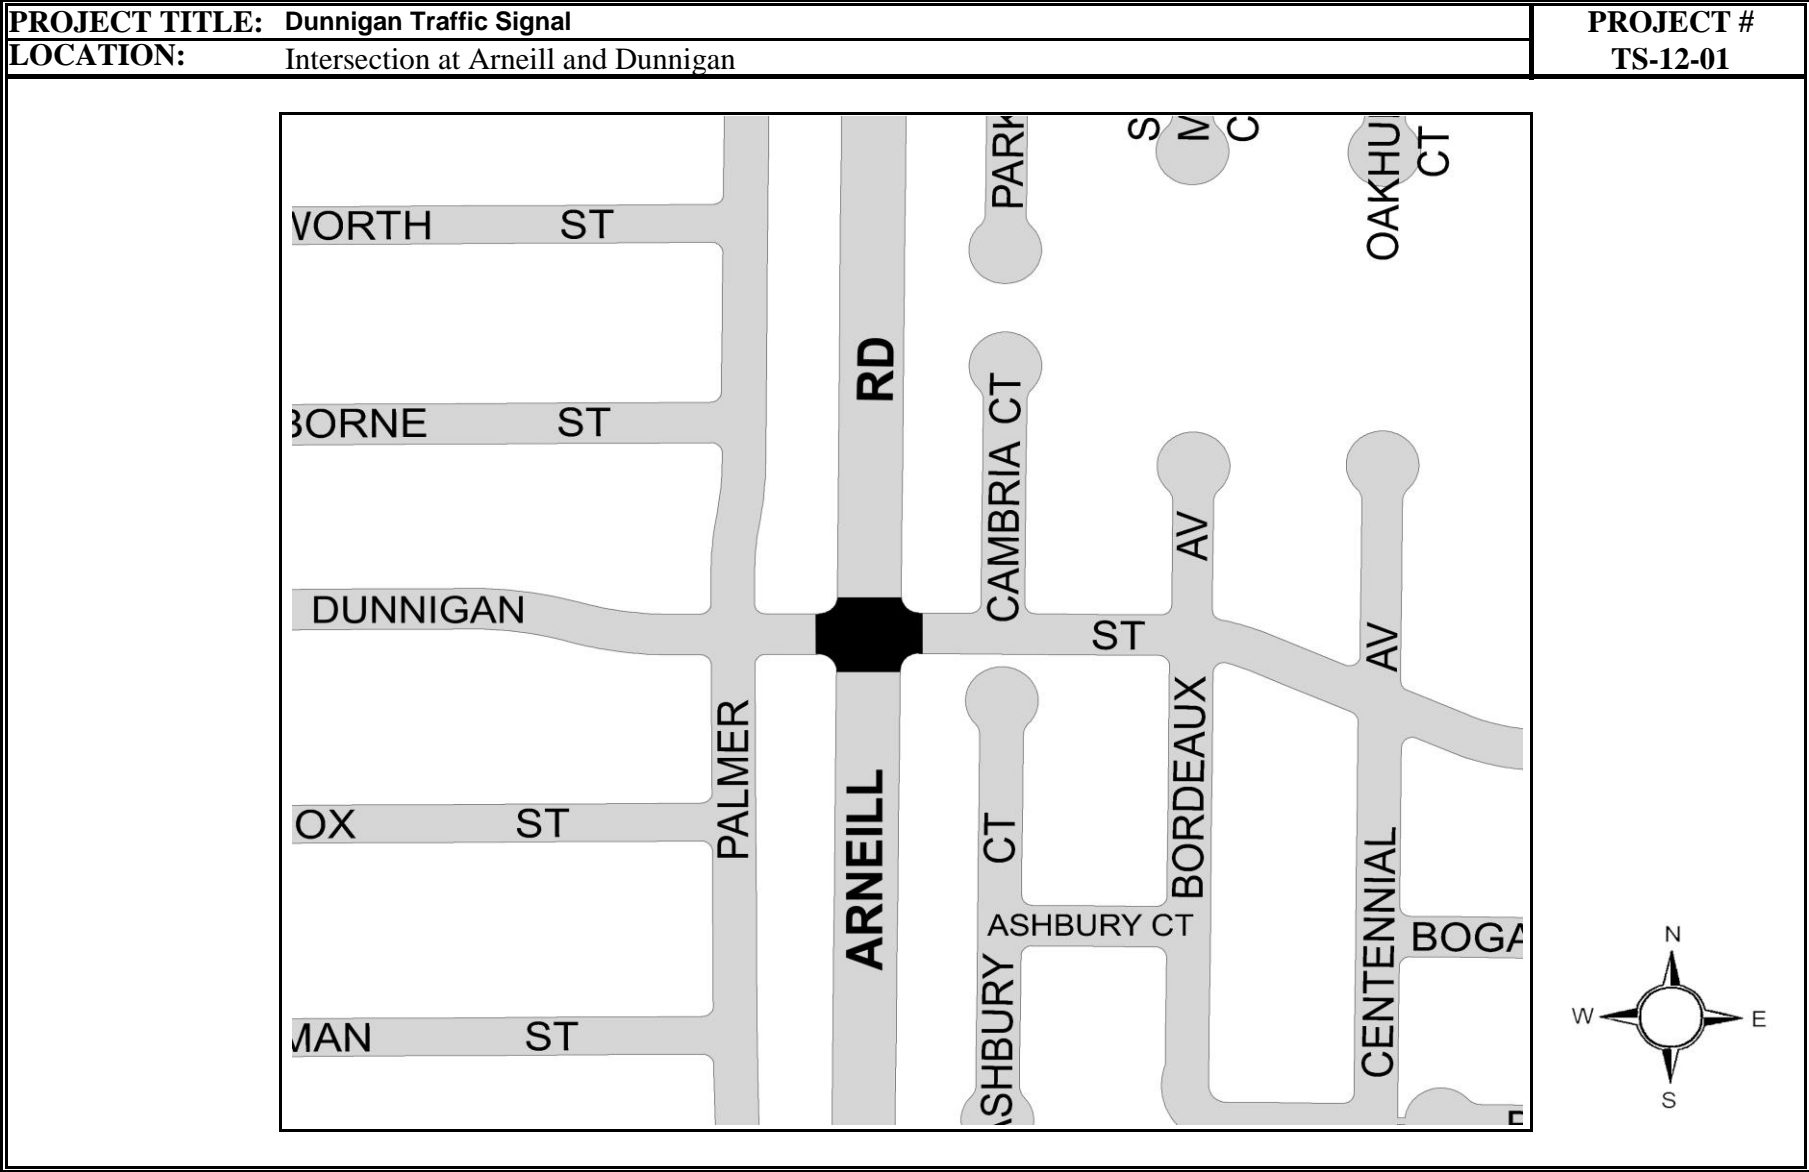 PROJECT TITLE: Dunnigan Traffic Signal
PROJECT #
LOCATION: Intersection at Arneill and Dunnigan
TS-12-01
PARK
S
M
C
OAKHU
CT
WORTH ST
RD
BORNE ST
CAMBRIA CT
AV
DUNNIGAN
ST
AV
PALMER
BORDEAUX
OX ST
ARNEILL
CT
CENTENNIAL
ASHBURY CT
BOGA
ASHBURY
MAN ST
N
W
E
S